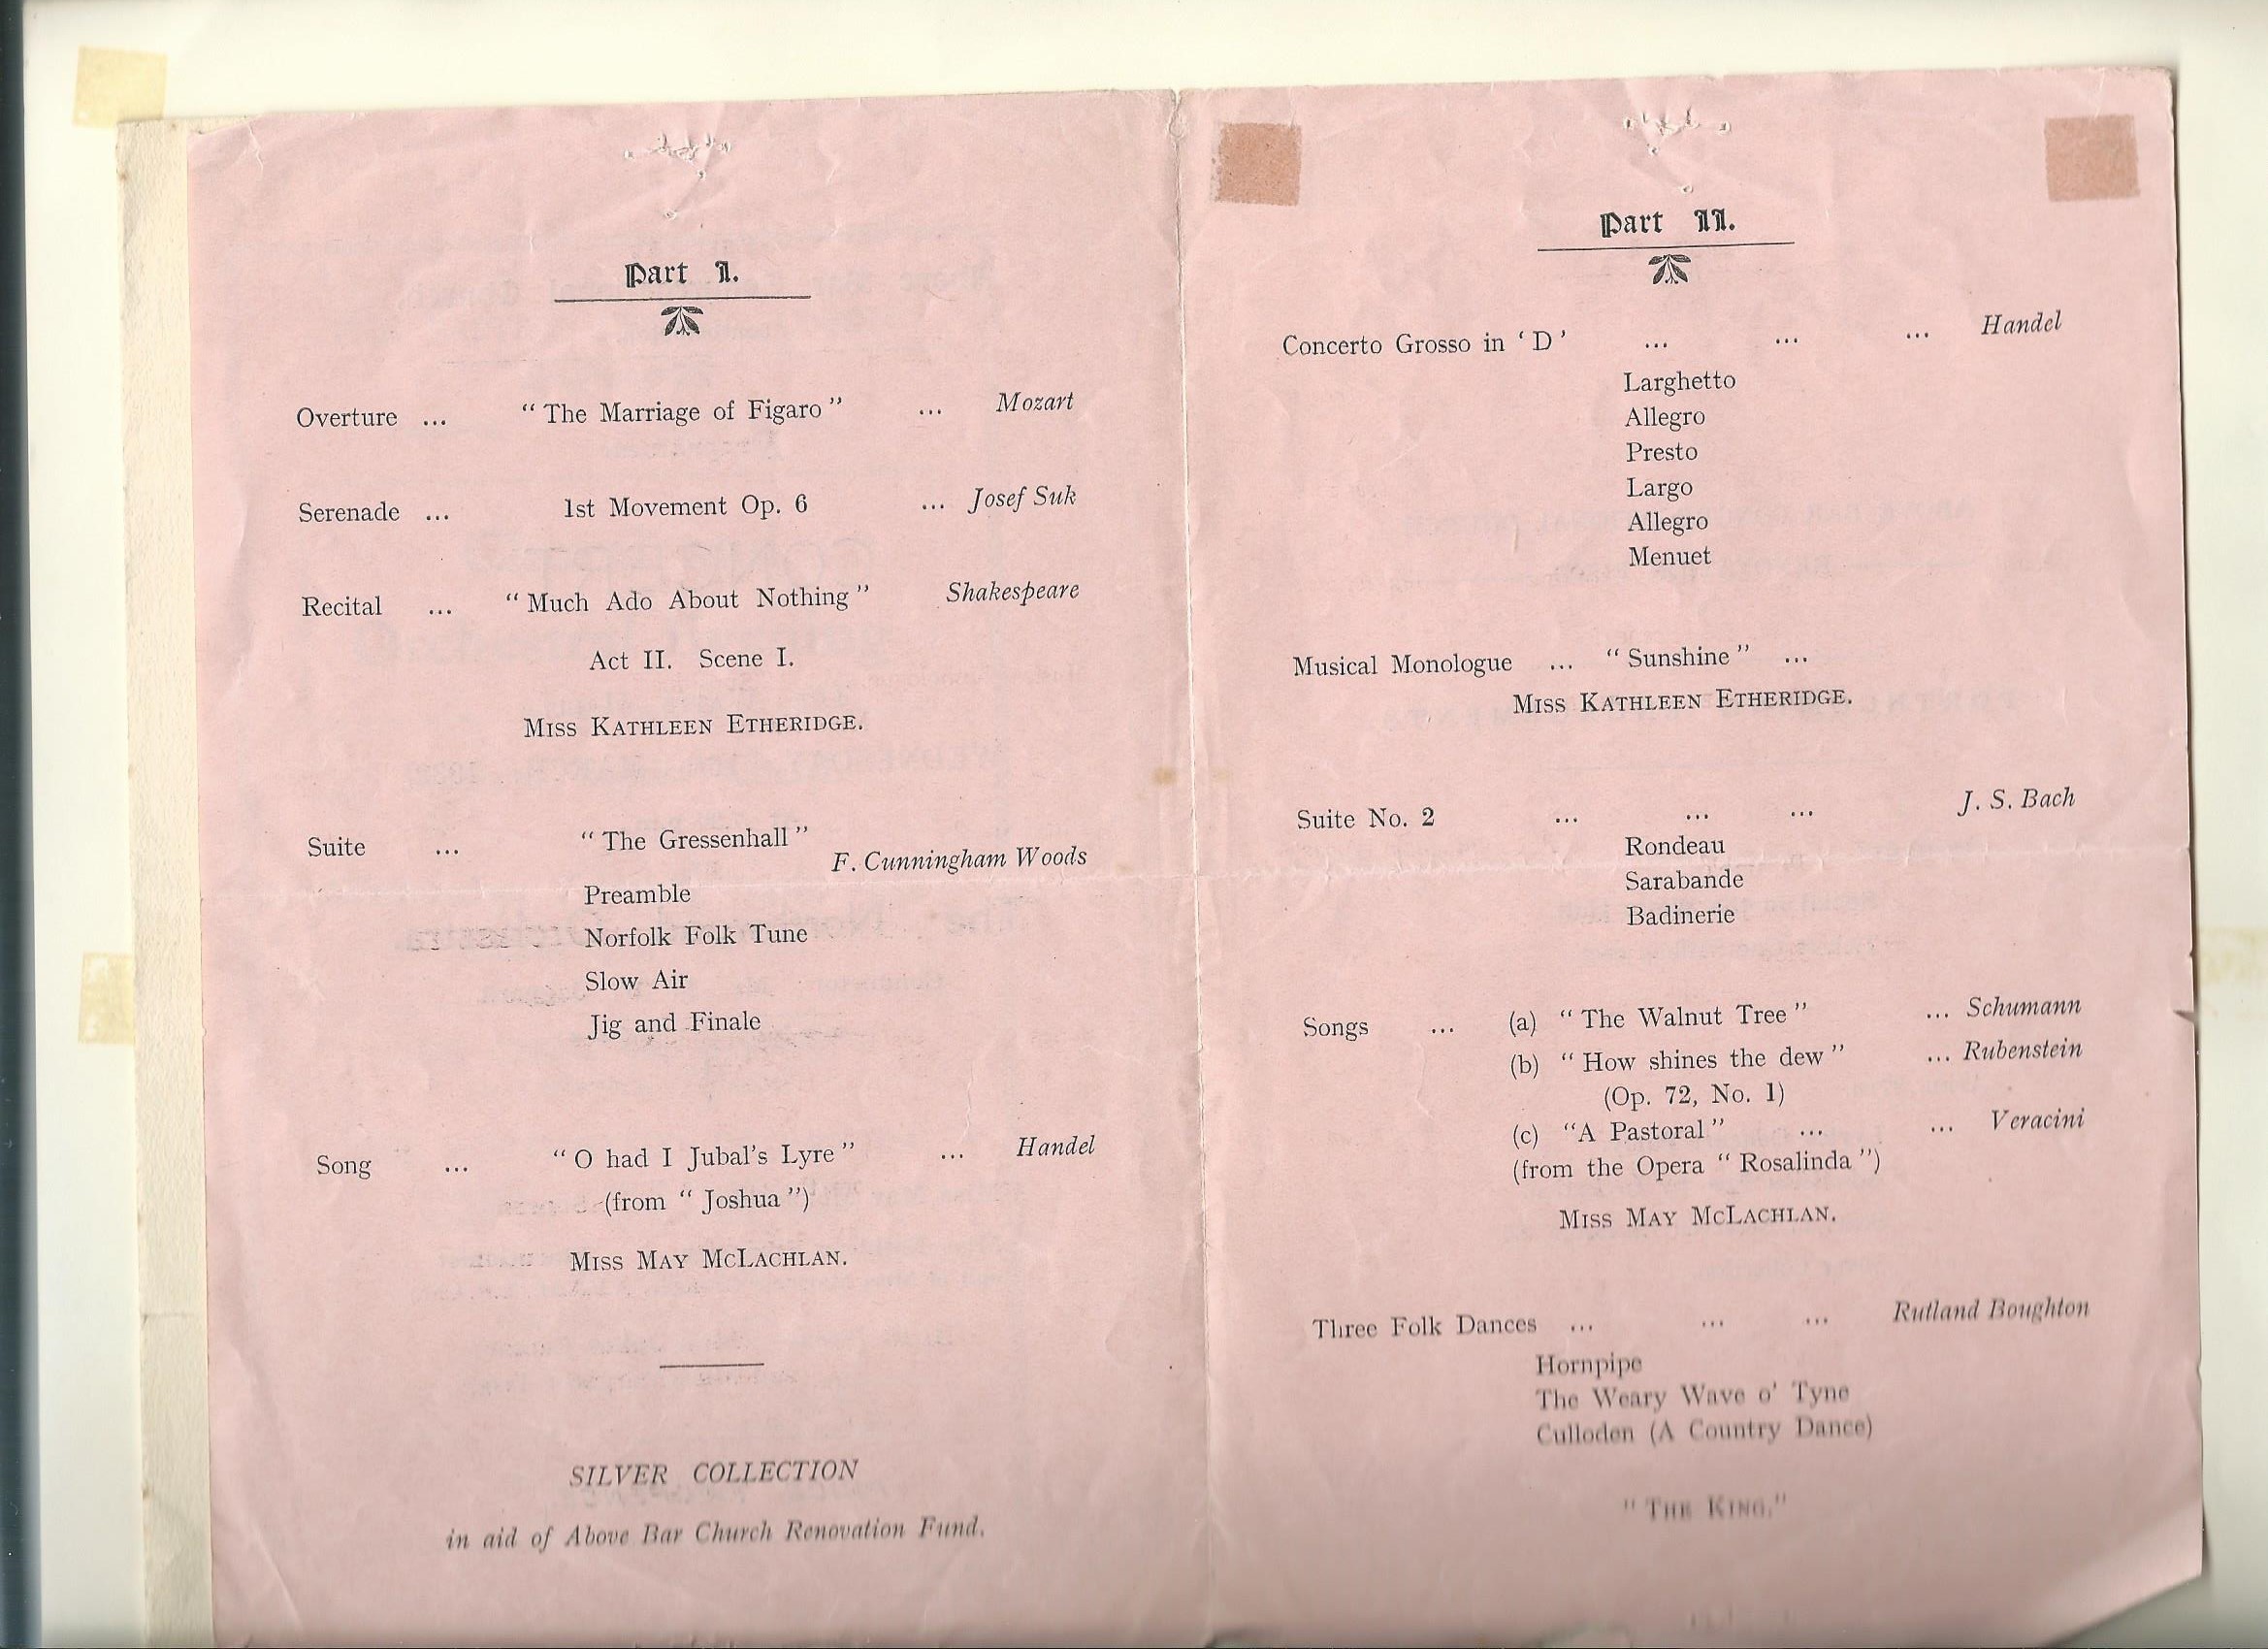 Part I.
Overture ... " The Marriage of Figaro " ... Mozart
Serenade ... 1st Movement Op. 6 ... Josef Suk
Recital ... " Much Ado About Nothing " Shakespeare
Act II. Scene I.
MISS KATHLEEN ETHERIDGE.
Suite ... " The Gressenhall "
F. Cunningham Woods
Preamble
Norfolk Folk Tune
Slow Air
Jig and Finale
Song ... " O had I Jubal's Lyre " ... Handel
(from " Joshua ")
MISS MAY MCLACHLAN.
SILVER COLLECTION
in aid of Above Bar Church Renovation Fund.
Part II.
Concerto Grosso in ' D ' ... ... ... Handel
Larghetto
Allegro
Presto
Largo
Allegro
Menuet
Musical Monologue ... " Sunshine " ...
MISS KATHLEEN ETHERIDGE.
Suite No. 2 ... ... ... J. S. Bach
Rondeau
Sarabande
Badinerie
Songs ... (a) " The Walnut Tree " ... Schumann
(b) " How shines the dew " ... Rubenstein
(Op. 72, No. 1)
(c) "A Pastoral" ... ... Veracini
(from the Opera " Rosalinda ")
MISS MAY MCLACHLAN.
Three Folk Dances ... ... ... Rutland Boughton
Hornpipe
The Weary Wave o' Tyne
Culloden (A Country Dance)
" THE KING."